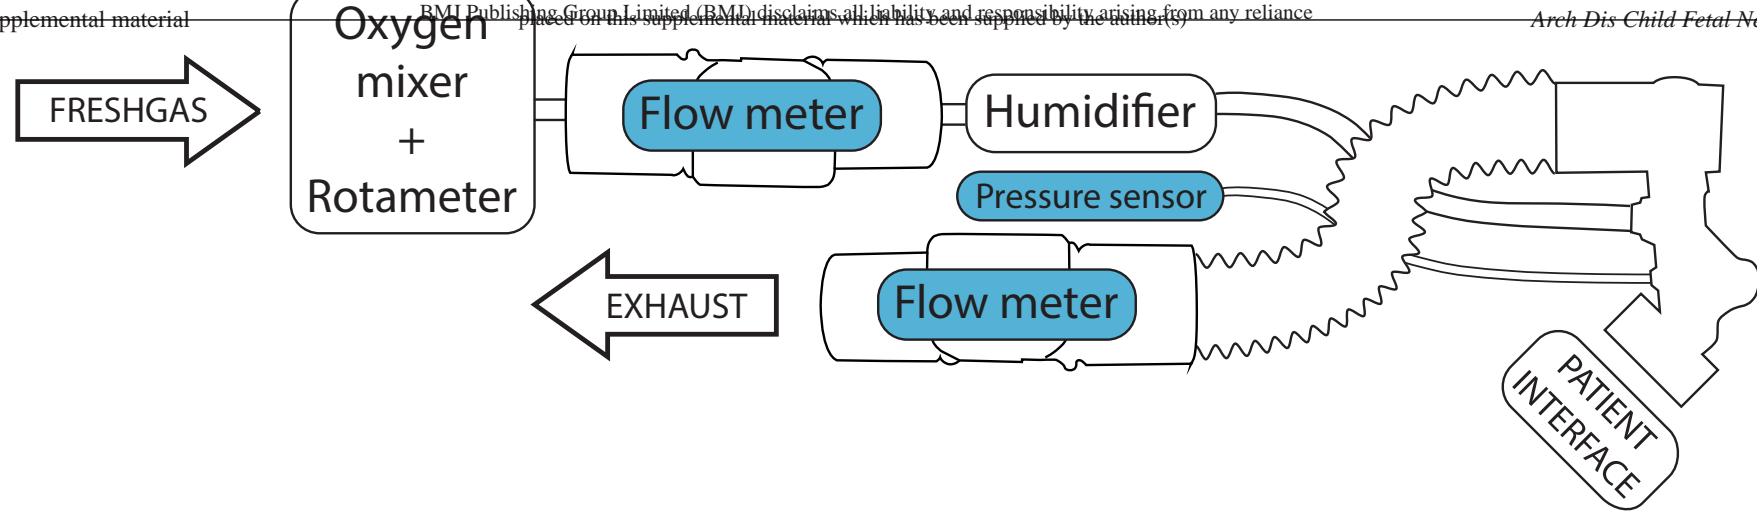 pplemental material
BMJ Publishing Group Limited (BMJ) disclaims all liability and responsibility arising from any reliance
placed on this supplemental material which has been supplied by the author(s)
Arch Dis Child Fetal Ne
FRESHGAS
Oxygen
mixer
+
Rotameter
Flow meter
Humidifier
Pressure sensor
EXHAUST
Flow meter
PATIENT
INTERFACE